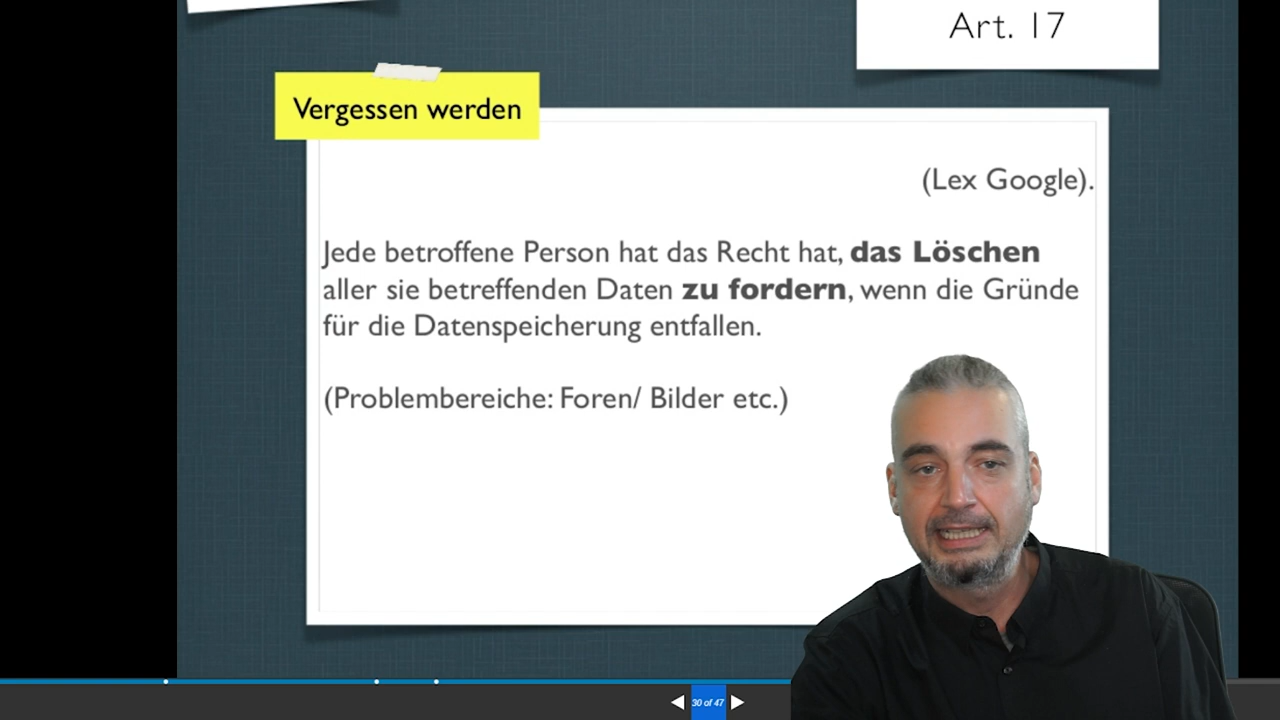 Art. 17
Vergessen werden
(Lex Google).
Jede betroffene Person hat das Recht hat, das Löschen
aller sie betreffenden Daten zu fordern, wenn die Gründe
für die Datenspeicherung entfallen.
(Problembereiche: Foren/ Bilder etc.)
30 of 47